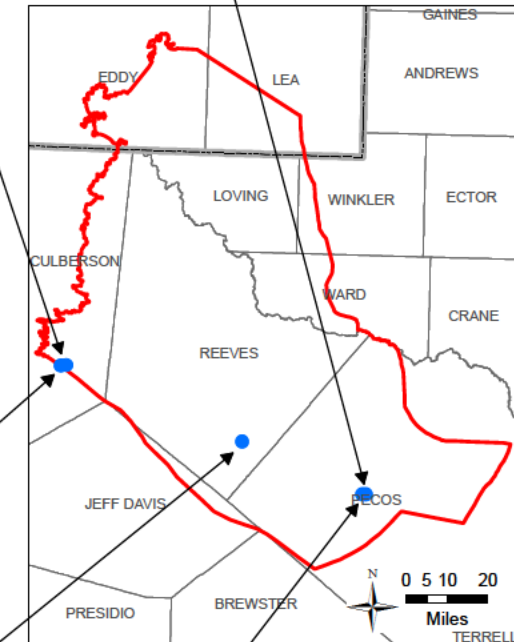 GAINES
EDDY
LEA
ANDREWS
LOVING
WINKLER
ECTOR
CULBERSON
WARD
CRANE
REEVES
PECOS
JEFF DAVIS
N
0 5 10 20
Miles
BREWSTER
PRESIDIO
TERRELL